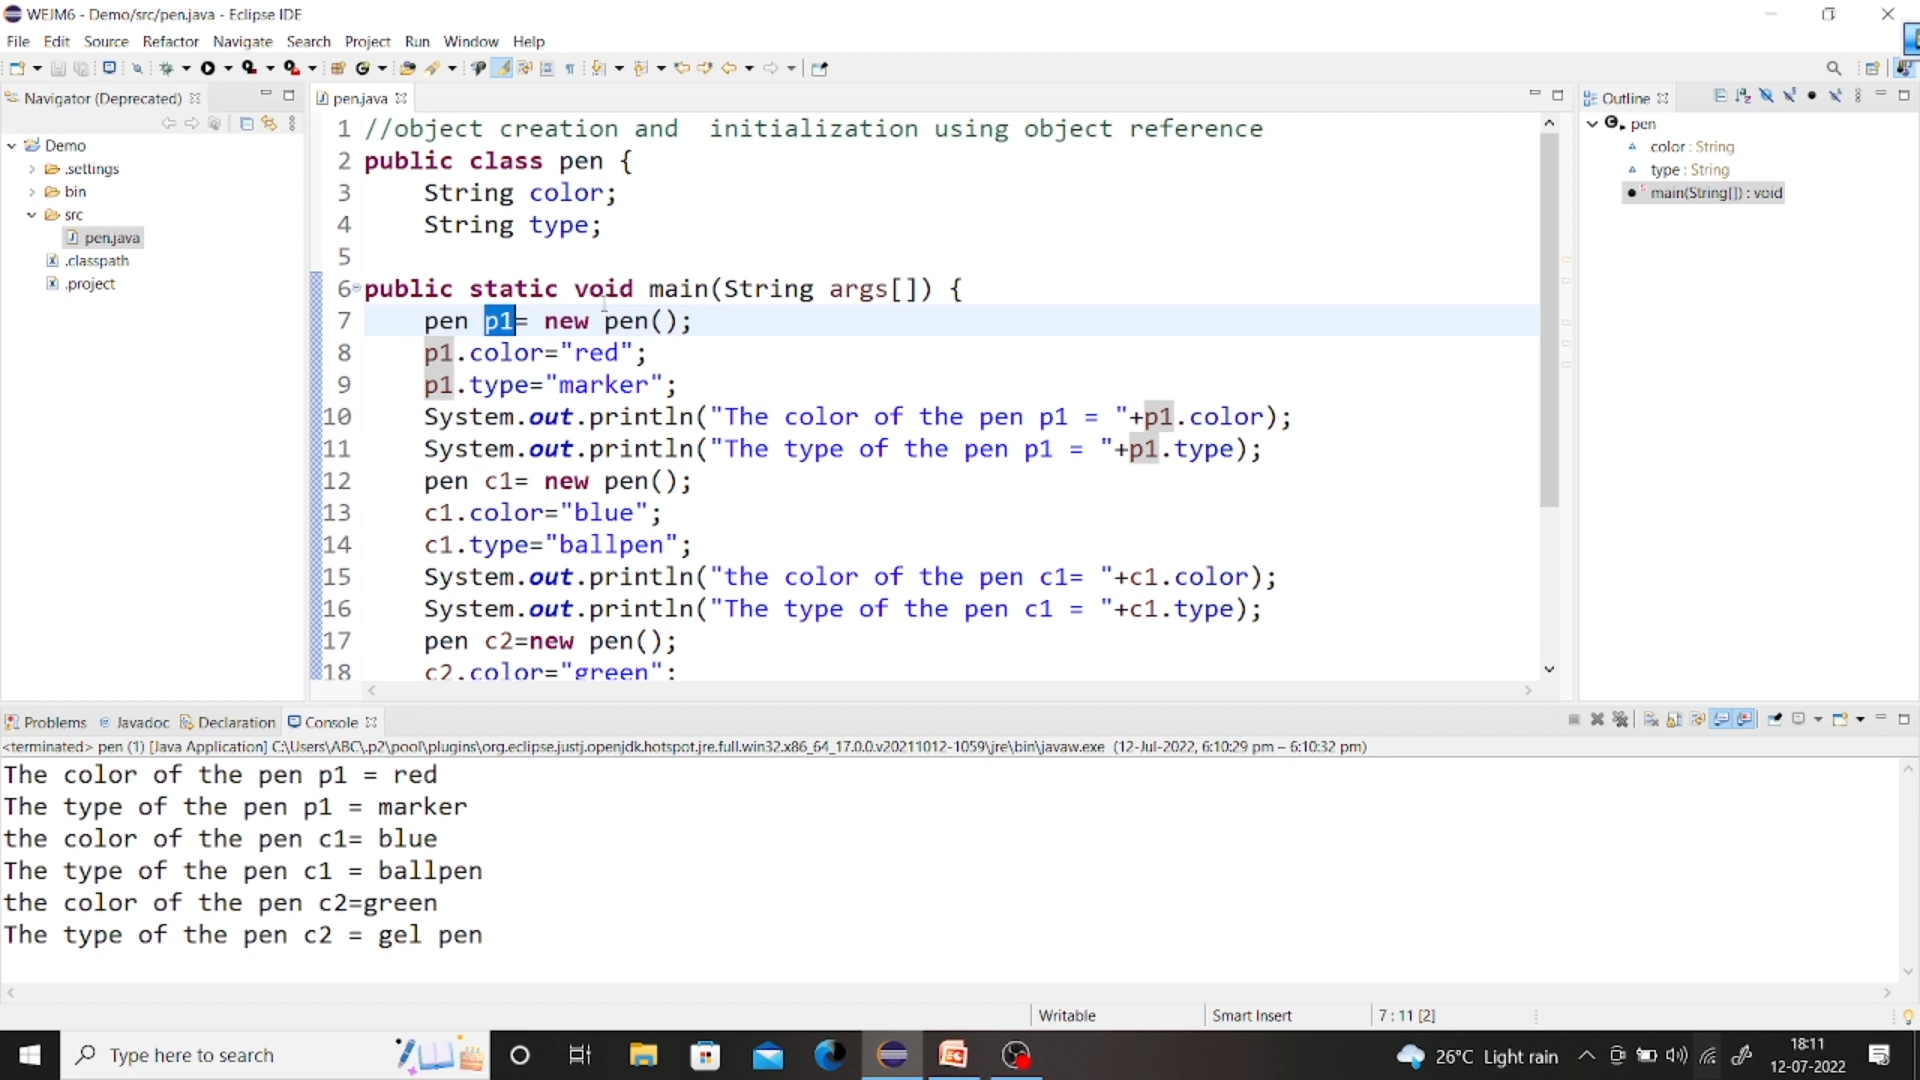 WEJM6 - Demo/src/pen.java - Eclipse IDE
File Edit Source Refactor Navigate Search Project Run Window Help
Navigator (Deprecated)
Demo
.settings
bin
src
pen.java
.classpath
.project
pen.java
1 //object creation and  initialization using object reference
2 public class pen {
3     String color;
4     String type;
5
6 public static void main(String args[]) {
7     pen p1= new pen();
8     p1.color="red";
9     p1.type="marker";
10     System.out.println("The color of the pen p1 = "+p1.color);
11     System.out.println("The type of the pen p1 = "+p1.type);
12     pen c1= new pen();
13     c1.color="blue";
14     c1.type="ballpen";
15     System.out.println("the color of the pen c1= "+c1.color);
16     System.out.println("The type of the pen c1 = "+c1.type);
17     pen c2=new pen();
18     c2.color="green";
Outline
pen
color : String
type : String
main(String[]) : void
Problems Javadoc Declaration Console
<terminated> pen (1) [Java Application] C:\Users\ABC\.p2\pool\plugins\org.eclipse.justj.openjdk.hotspot.jre.full.win32.x86_64_17.0.0.v20211012-1059\jre\bin\javaw.exe (12-Jul-2022, 6:10:29 pm – 6:10:32 pm)
The color of the pen p1 = red
The type of the pen p1 = marker
the color of the pen c1= blue
The type of the pen c1 = ballpen
the color of the pen c2=green
The type of the pen c2 = gel pen
Writable Smart Insert 7 : 11 [2]
Type here to search
26°C Light rain
18:11
12-07-2022